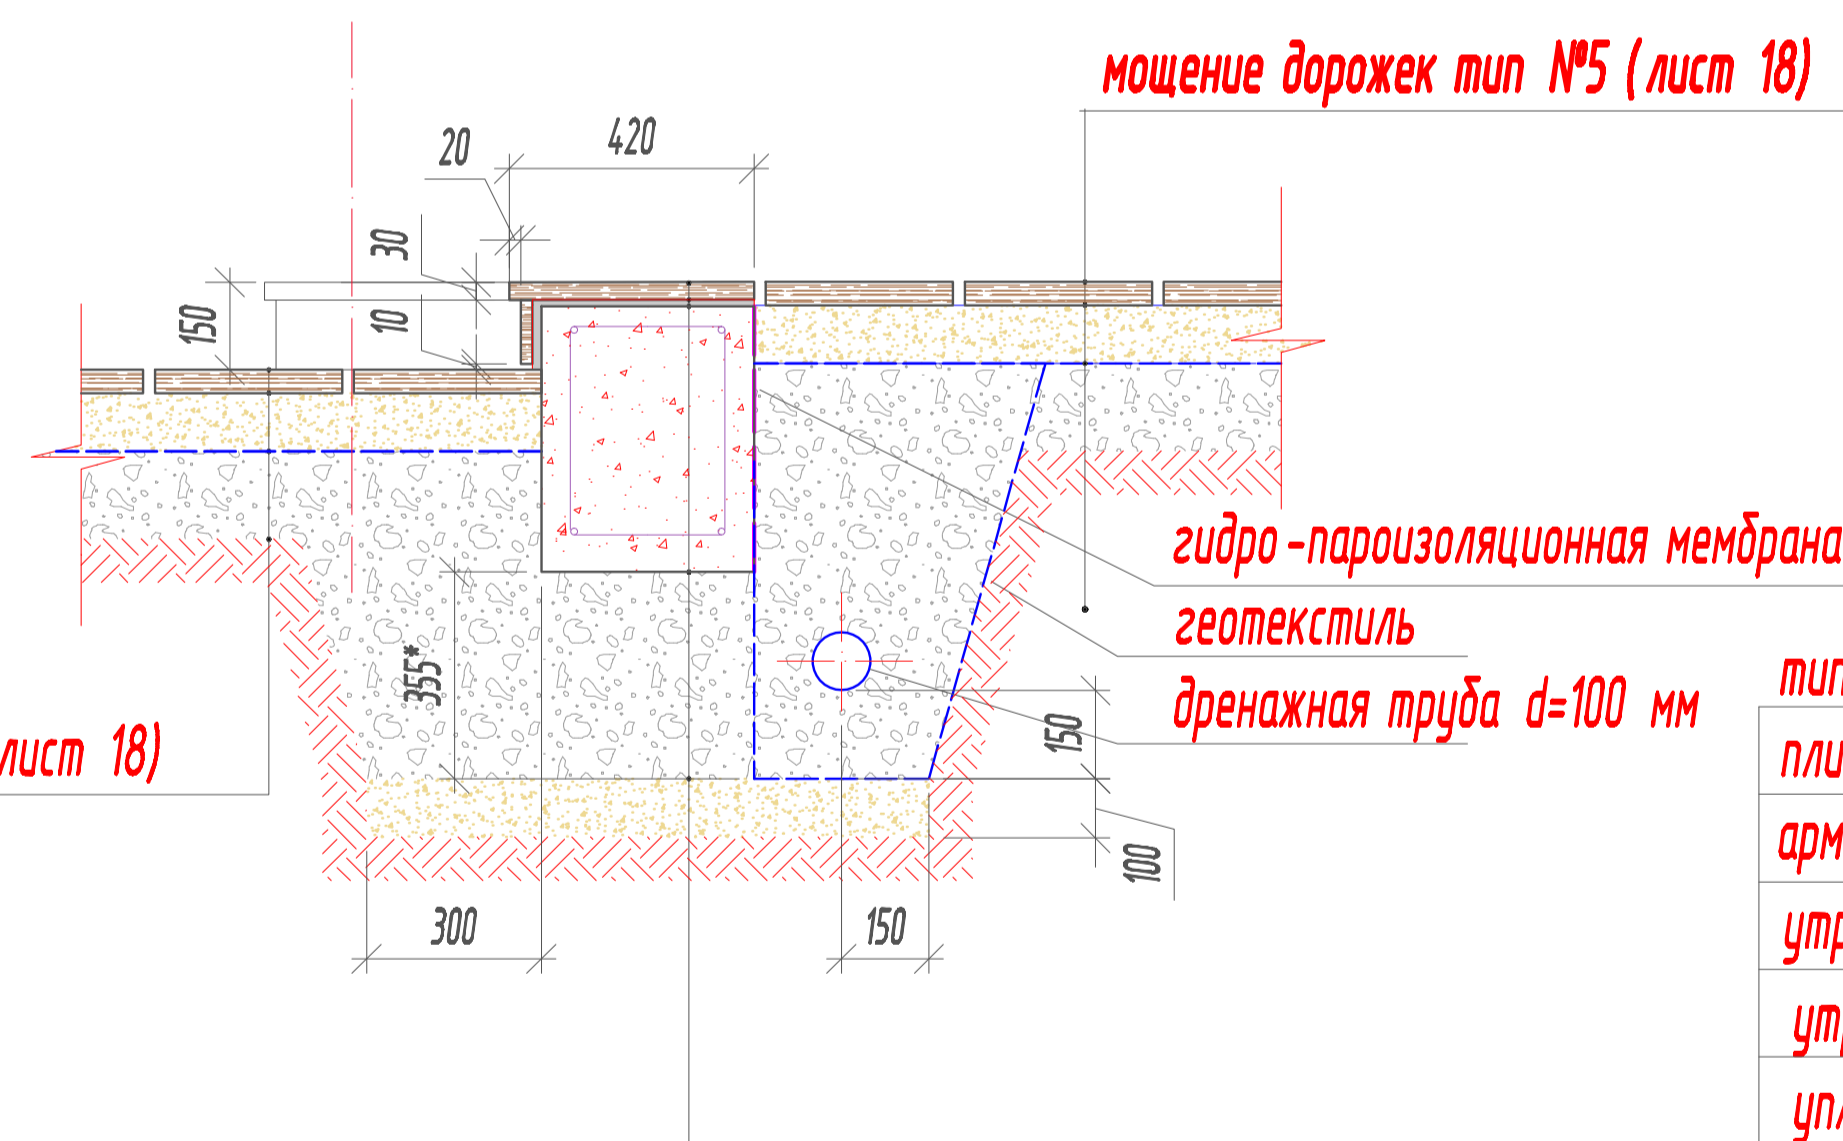 мощение дорожек тип №5 (лист 18)
20
420
30
150
10
гидро-пароизоляционная мембрана
геотекстиль
355*
дренажная труба d=100 мм
150
лист 18)
100
300
150